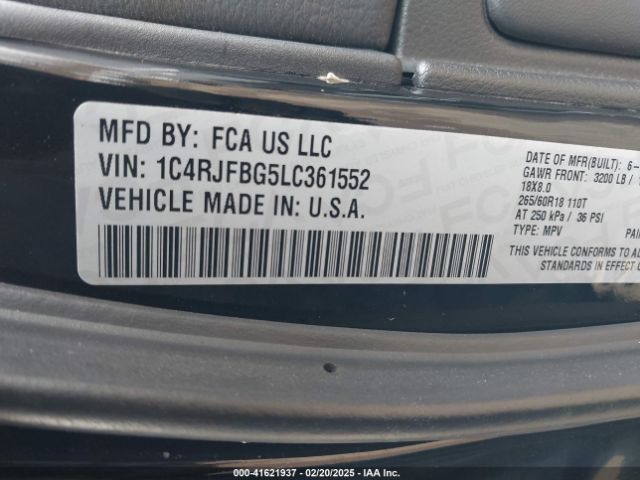 MFD BY: FCA US LLC
VIN: 1C4RJFBG5LC361552
VEHICLE MADE IN: U.S.A.
DATE OF MFR(BUILT): 6-
GAWR FRONT: 3200 LB /
18X8.0
265/60R18 110T
AT 250 kPa / 36 PSI
TYPE: MPV
THIS VEHICLE CONFORMS TO
STANDARDS IN EFFECT
000-41621937 - 02/20/2025 - IAA Inc.